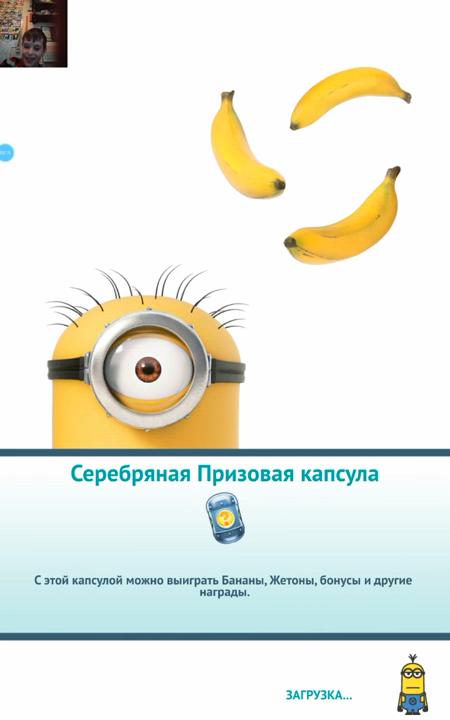 Серебряная Призовая капсула
?
С этой капсулой можно выиграть Бананы, Жетоны, бонусы и другие
награды.
ЗАГРУЗКА...